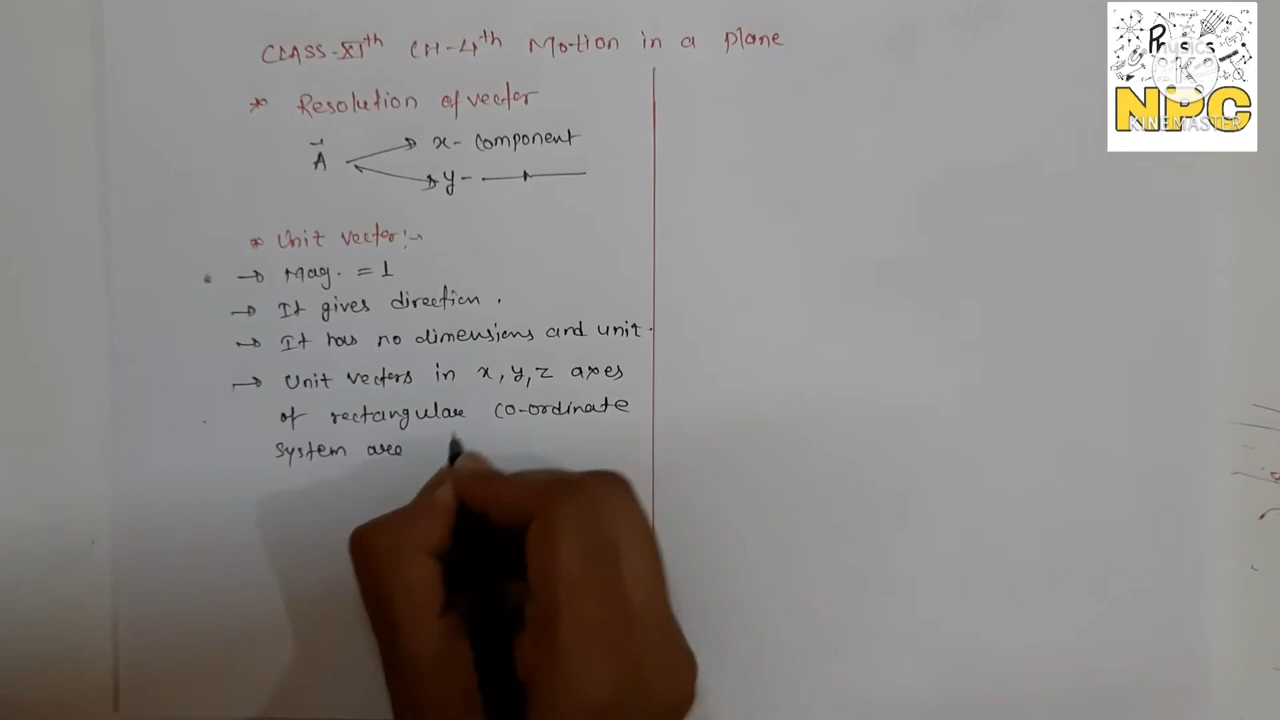 CLASS-XIth CH-4th Motion in a plane
* Resolution of vector
A → x- component
y-
* Unit vector:-
→ Mag. = 1
→ It gives direction.
→ It has no dimensions and unit.
→ Unit vectors in x, y, z axes
of rectangular co-ordinate
system are
Physics
K
NPC
KINEMASTER